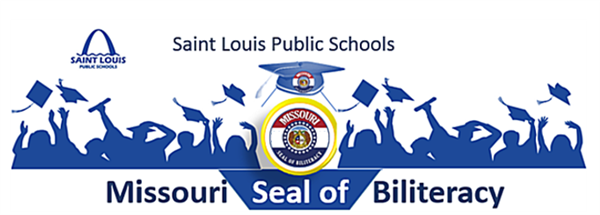 Saint Louis Public Schools
SAINT LOUIS
PUBLIC SCHOOLS
MISSOURI
SEAL OF BILITERACY
Missouri Seal of Biliteracy